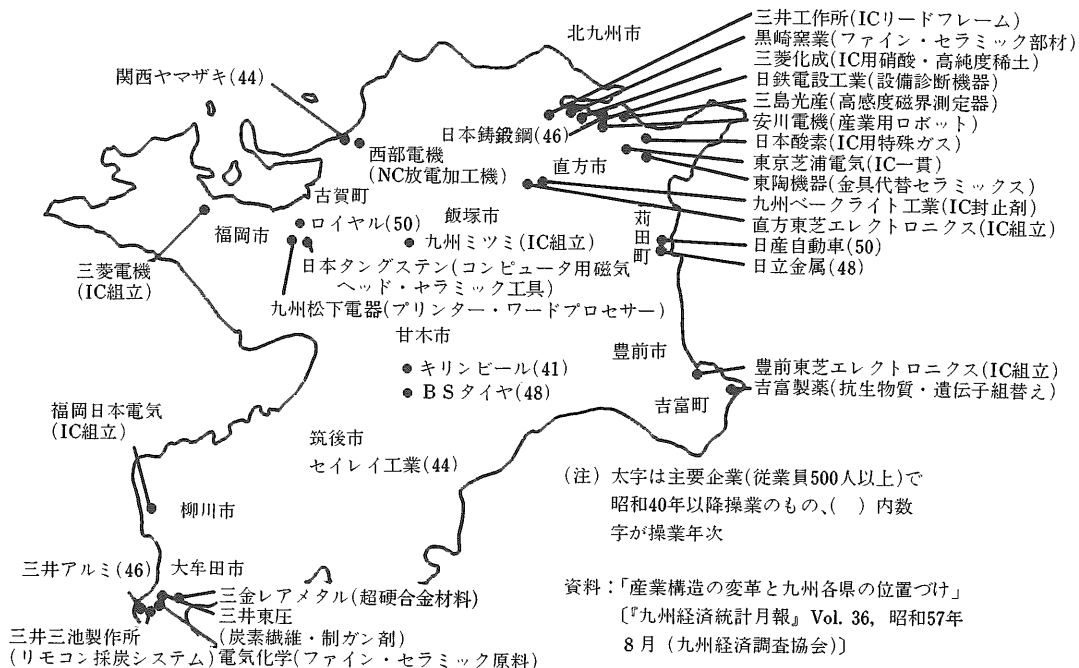 北九州市
三井工作所(ICリードフレーム)
黒崎窯業(ファイン・セラミック部材)
三菱化成(IC用硝酸・高純度稀土)
日鉄電設工業(設備診断機器)
三島光産(高感度磁界測定器)
安川電機(産業用ロボット)
日本酸素(IC用特殊ガス)
東京芝浦電気(IC一貫)
東陶機器(金具代替セラミックス)
九州ベークライト工業(IC封止剤)
直方東芝エレクトロニクス(IC組立)
日産自動車(50)
日立金属(48)
関西ヤマザキ(44)
日本鋳鍛鋼(46)
西部電機
(NC放電加工機)
直方市
古賀町
ロイヤル(50)
飯塚市
苅田町
福岡市
九州ミツミ(IC組立)
三菱電機
(IC組立)
日本タングステン(コンピュータ用磁気
ヘッド・セラミック工具)
九州松下電器(プリンター・ワードプロセサー)
甘木市
キリンビール(41)
BSタイヤ(48)
豊前市
豊前東芝エレクトロニクス(IC組立)
吉富製薬(抗生物質・遺伝子組替え)
吉富町
福岡日本電気
(IC組立)
筑後市
セイレイ工業(44)
柳川市
三井アルミ(46)
大牟田市
三金レアメタル(超硬合金材料)
三井東圧
(炭素繊維・制ガン剤)
三井三池製作所
(リモコン採炭システム)
電気化学(ファイン・セラミック原料)
(注) 太字は主要企業(従業員500人以上)で
昭和40年以降操業のもの、( )内数
字が操業年次
資料:「産業構造の変革と九州各県の位置づけ」
〔『九州経済統計月報』Vol. 36, 昭和57年
8月(九州経済調査協会)〕